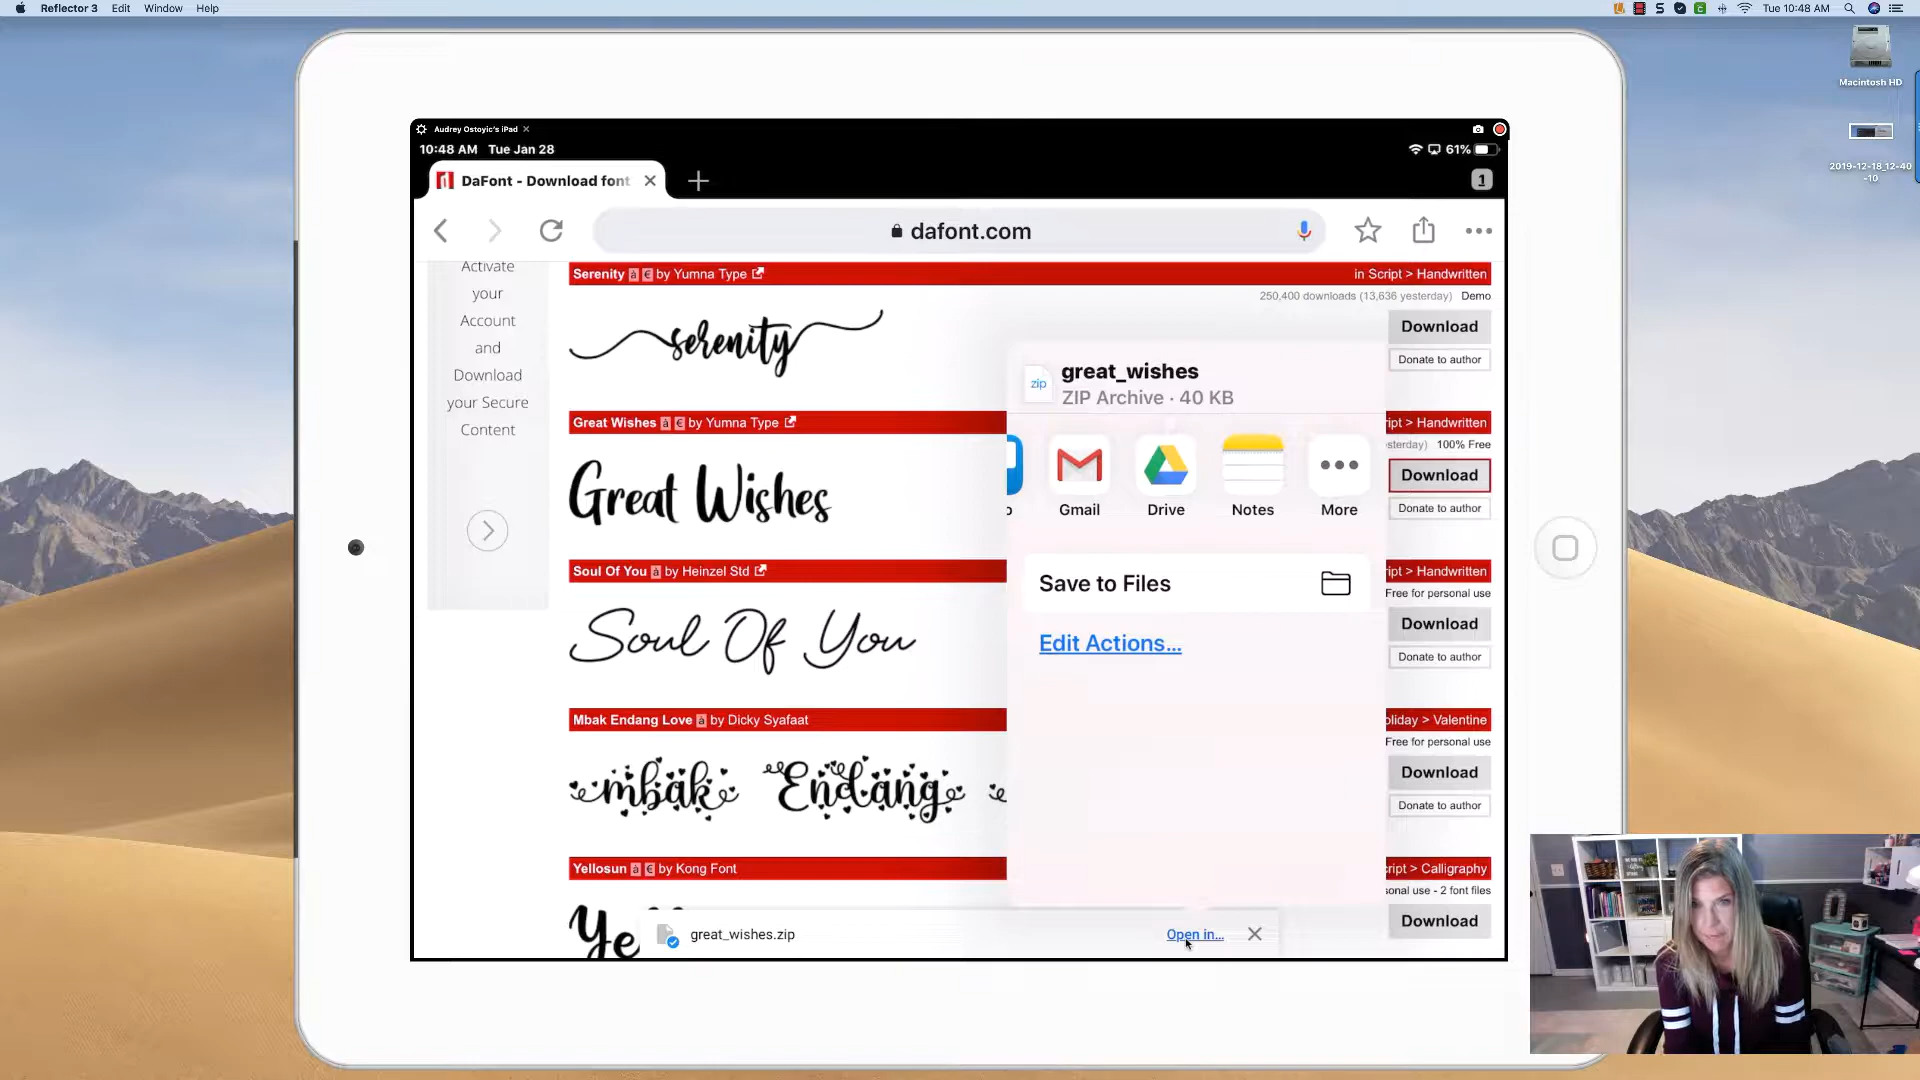 Reflector 3 Edit Window Help
Tue 10:48 AM
Macintosh HD
2019-12-18_12-40
-10
Audrey Ostoyic's iPad
10:48 AM Tue Jan 28
61%
DaFont - Download font
1
dafont.com
Activate
your
Account
and
Download
your Secure
Content
Serenity à € by Yumna Type
in Script > Handwritten
250,400 downloads (13,636 yesterday) Demo
serenity
Download
Donate to author
Great Wishes à € by Yumna Type
ript > Handwritten
sterday) 100% Free
Great Wishes
Download
Donate to author
Soul Of You à by Heinzel Std
ript > Handwritten
Free for personal use
Soul Of You
Download
Donate to author
Mbak Endang Love à by Dicky Syafaat
oliday > Valentine
Free for personal use
mbak Endang
Download
Donate to author
Yellosun à € by Kong Font
cript > Calligraphy
sonal use - 2 font files
Download
zip
great_wishes
ZIP Archive · 40 KB
Gmail
Drive
Notes
More
Save to Files
Edit Actions...
great_wishes.zip
Open in...